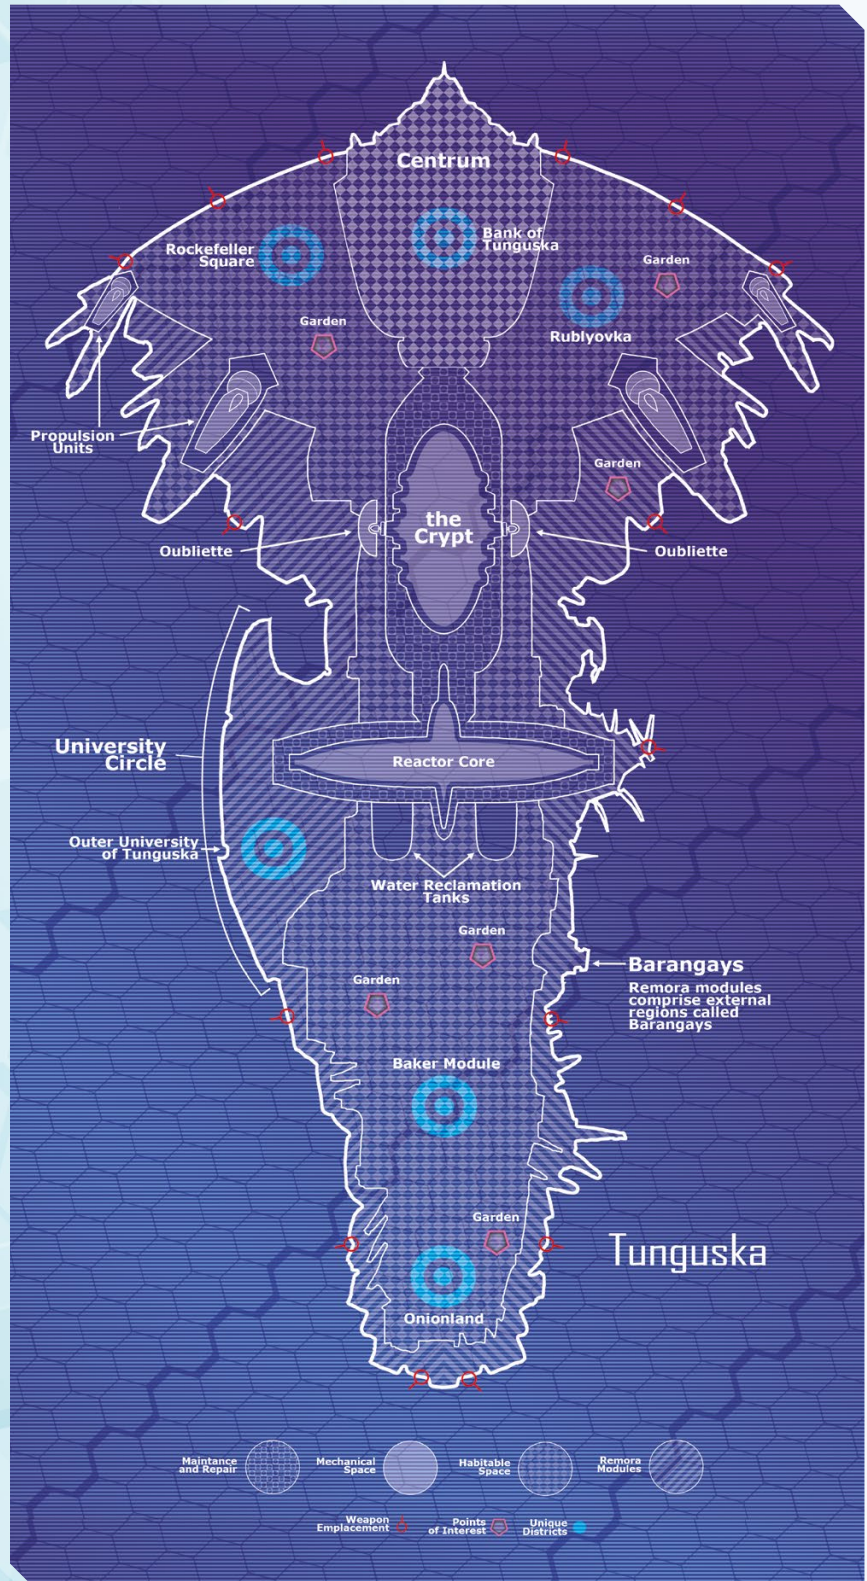 Centrum
Rockefeller
Square
Bank of
Tunguska
Garden
Garden
Rublyovka
Propulsion
Units
Garden
the
Crypt
Oubliette
Oubliette
University
Circle
Reactor Core
Outer University
of Tunguska
Water Reclamation
Tanks
Garden
Garden
Barangays
Remora modules
comprise external
regions called
Barangays
Baker Module
Garden
Tunguska
Onionland
Maintance
and Repair
Mechanical
Space
Habitable
Space
Remora
Modules
Weapon
Emplacement
Points
of Interest
Unique
Districts